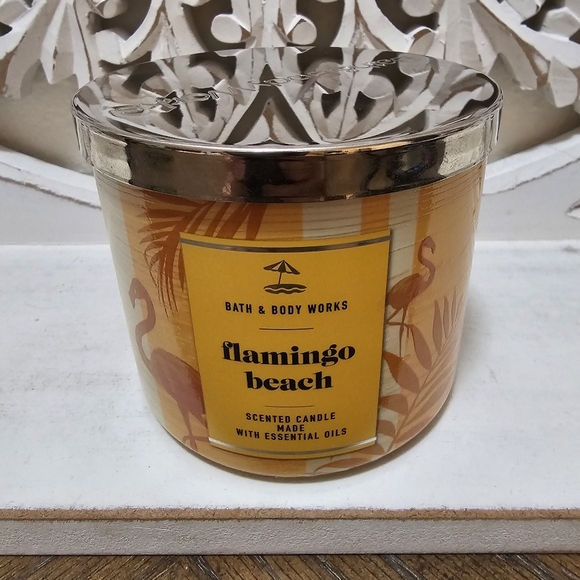 BATH & BODY WORKS
flamingo
beach
SCENTED CANDLE
MADE
WITH ESSENTIAL OILS